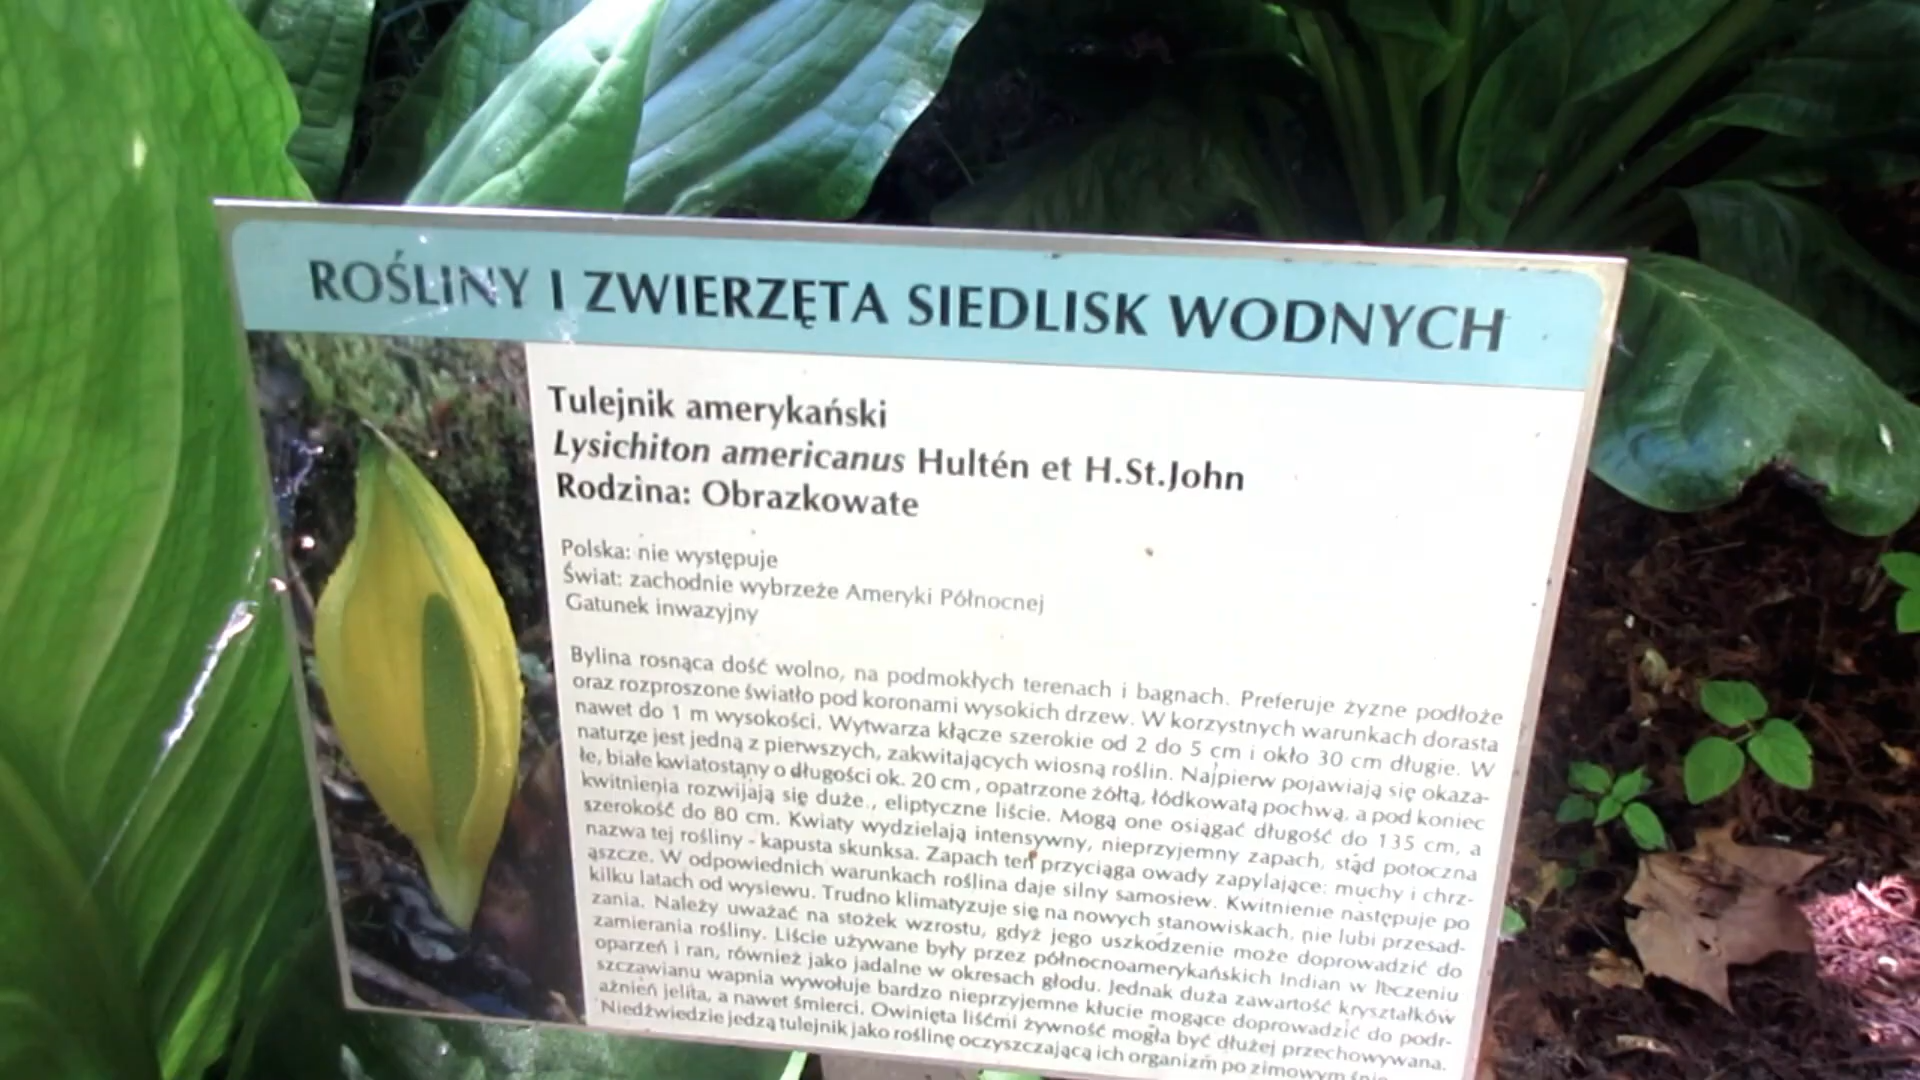 ROŚLINY I ZWIERZĘTA SIEDLISK WODNYCH
Tulejnik amerykański
Lysichiton americanus Hultén et H.St.John
Rodzina: Obrazkowate
Polska: nie występuje
Świat: zachodnie wybrzeże Ameryki Północnej
Gatunek inwazyjny
Bylina rosnąca dość wolno, na podmokłych terenach i bagnach. Preferuje żyzne podłoże
oraz rozproszone światło pod koronami wysokich drzew. W korzystnych warunkach dorasta
nawet do 1 m wysokości. Wytwarza kłącze szerokie od 2 do 5 cm i okło 30 cm długie. W
naturze jest jedną z pierwszych, zakwitających wiosną roślin. Najpierw pojawiają się okaza-
łe, białe kwiatostany o długości ok. 20 cm , opatrzone żółtą, łódkowatą pochwą, a pod koniec
kwitnienia rozwijają się duże., eliptyczne liście. Mogą one osiągać długość do 135 cm, a
szerokość do 80 cm. Kwiaty wydzielają intensywny, nieprzyjemny zapach, stąd potoczna
nazwa tej rośliny - kapusta skunksa. Zapach ten przyciąga owady zapylające: muchy i chrz-
ąszcze. W odpowiednich warunkach roślina daje silny samosiew. Kwitnienie następuje po
kilku latach od wysiewu. Trudno klimatyzuje się na nowych stanowiskach, nie lubi przesad-
zania. Należy uważać na stożek wzrostu, gdyż jego uszkodzenie może doprowadzić do
zamierania rośliny. Liście używane były przez północnoamerykańskich Indian w leczeniu
oparzeń i ran, również jako jadalne w okresach głodu. Jednak duża zawartość kryształków
szczawianu wapnia wywołuje bardzo nieprzyjemne kłucie mogące doprowadzić do podr-
ażnień jelita, a nawet śmierci. Owinięta liśćmi żywność mogła być dłużej przechowywana.
Niedźwiedzie jedzą tulejnik jako roślinę oczyszczającą ich organizm po zimowym